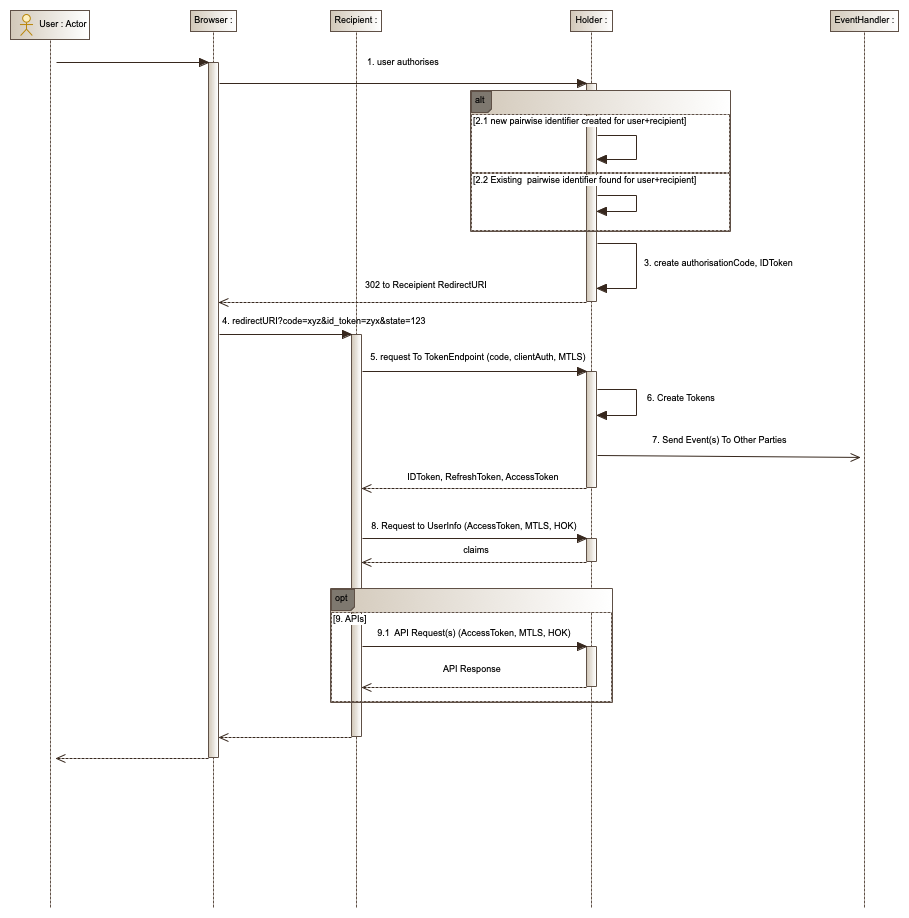 User : Actor
Browser :
Recipient :
Holder :
EventHandler :
1. user authorises
alt
[2.1 new pairwise identifier created for user+recipient]
[2.2 Existing  pairwise identifier found for user+recipient]
3. create authorisationCode, IDToken
302 to Receipient RedirectURI
4. redirectURI?code=xyz&id_token=zyx&state=123
5. request To TokenEndpoint (code, clientAuth, MTLS)
6. Create Tokens
7. Send Event(s) To Other Parties
IDToken, RefreshToken, AccessToken
8. Request to UserInfo (AccessToken, MTLS, HOK)
claims
opt
[9. APIs]
9.1  API Request(s) (AccessToken, MTLS, HOK)
API Response